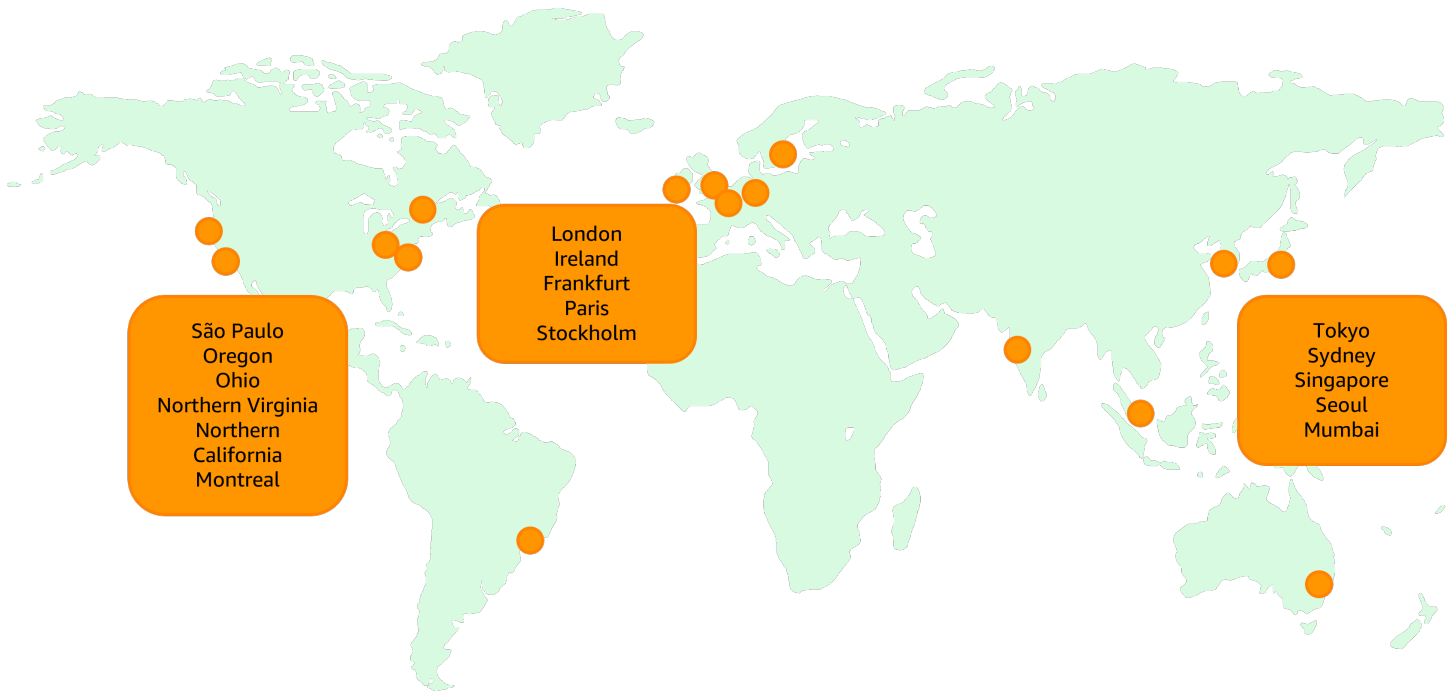 São Paulo
Oregon
Ohio
Northern Virginia
Northern
California
Montreal
London
Ireland
Frankfurt
Paris
Stockholm
Tokyo
Sydney
Singapore
Seoul
Mumbai